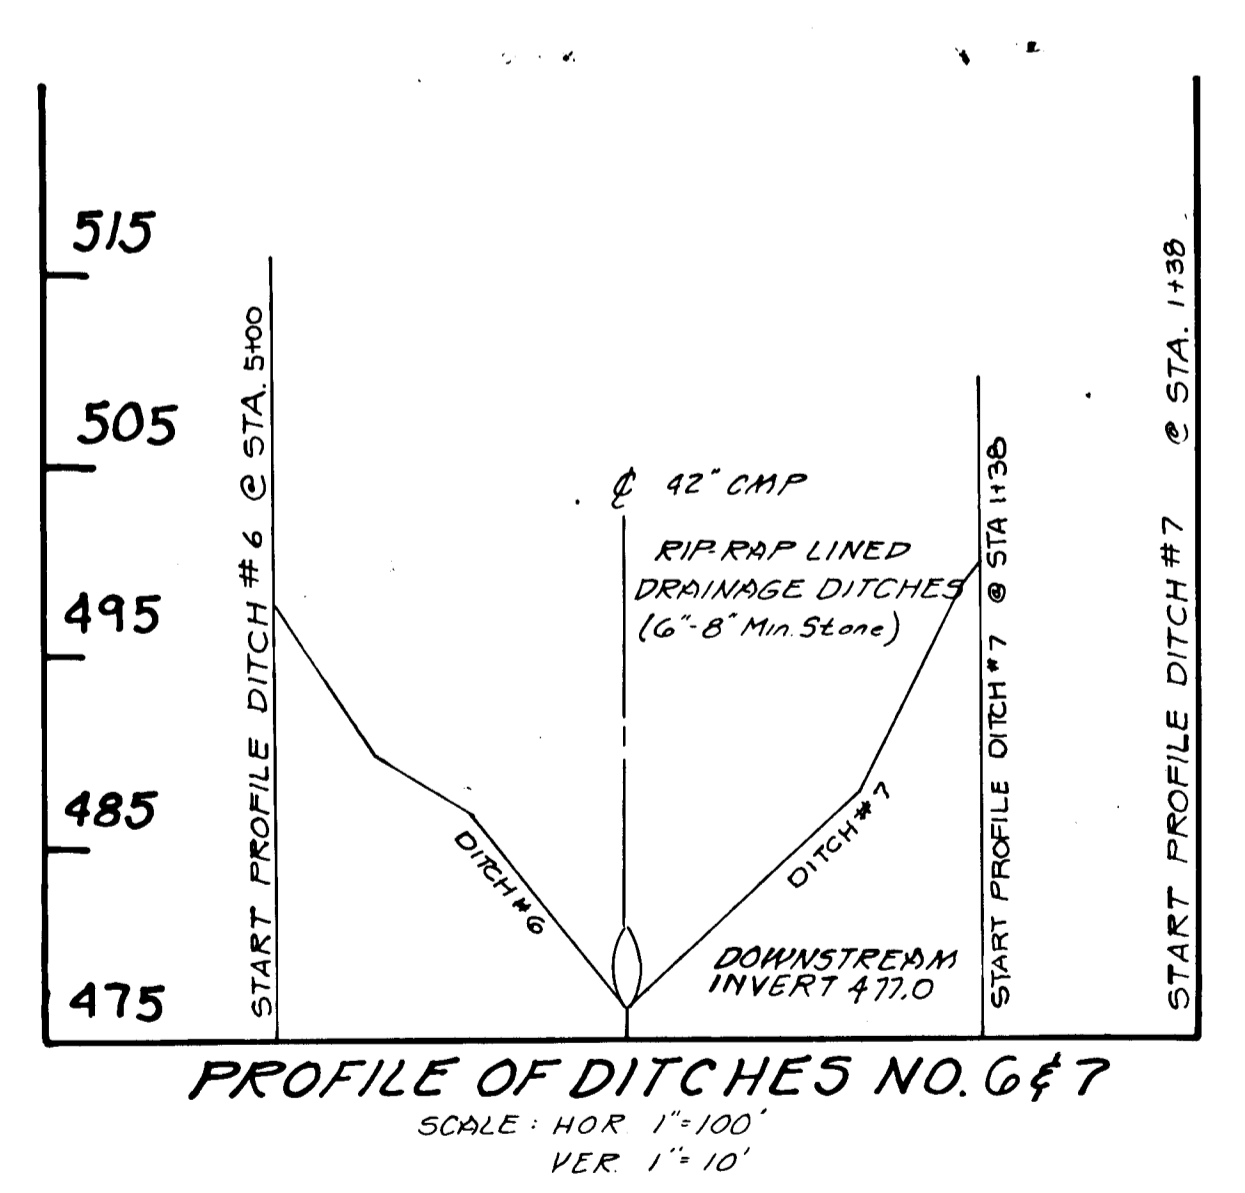 515
505
495
485
475
START PROFILE DITCH #6 @ STA. 5+00
℄ 42" CMP
RIP-RAP LINED
DRAINAGE DITCHES
(6"-8" Min. Stone)
DITCH #6
DITCH #7
DOWNSTREAM
INVERT 477.0
START PROFILE DITCH #7 @ STA 1+38
START PROFILE DITCH #7 @ STA. 1+38
PROFILE OF DITCHES NO. 6 & 7
SCALE: HOR. 1"=100'
VER. 1"=10'